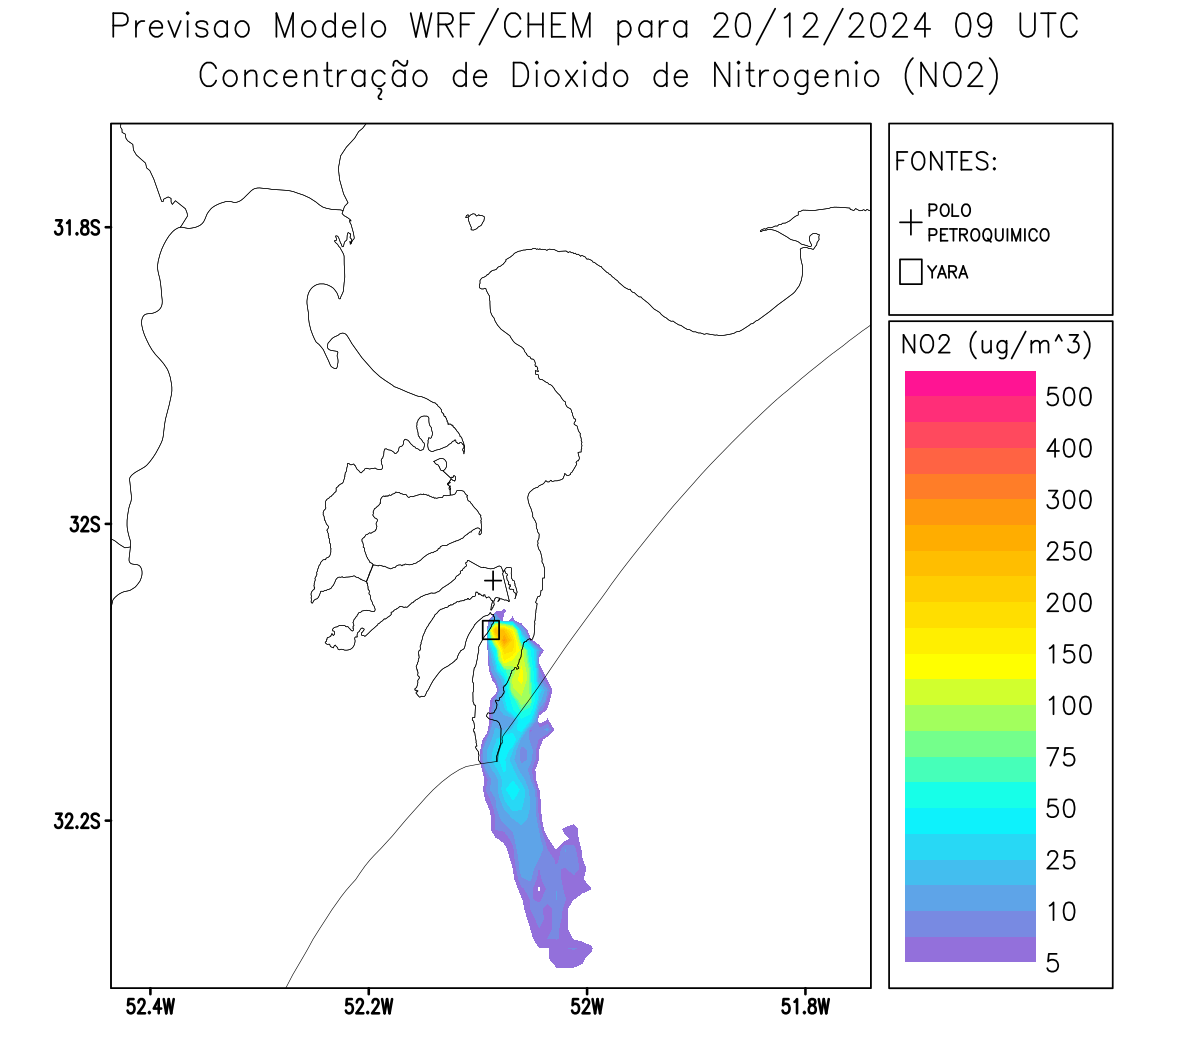 Previsao Modelo WRF/CHEM para 20/12/2024 09 UTC
Concentração de Dioxido de Nitrogenio (NO2)
FONTES:
POLO
PETROQUIMICO
YARA
NO2 (ug/m^3)
500
400
300
250
200
150
100
75
50
25
10
5
31.8S
32S
32.2S
52.4W
52.2W
52W
51.8W